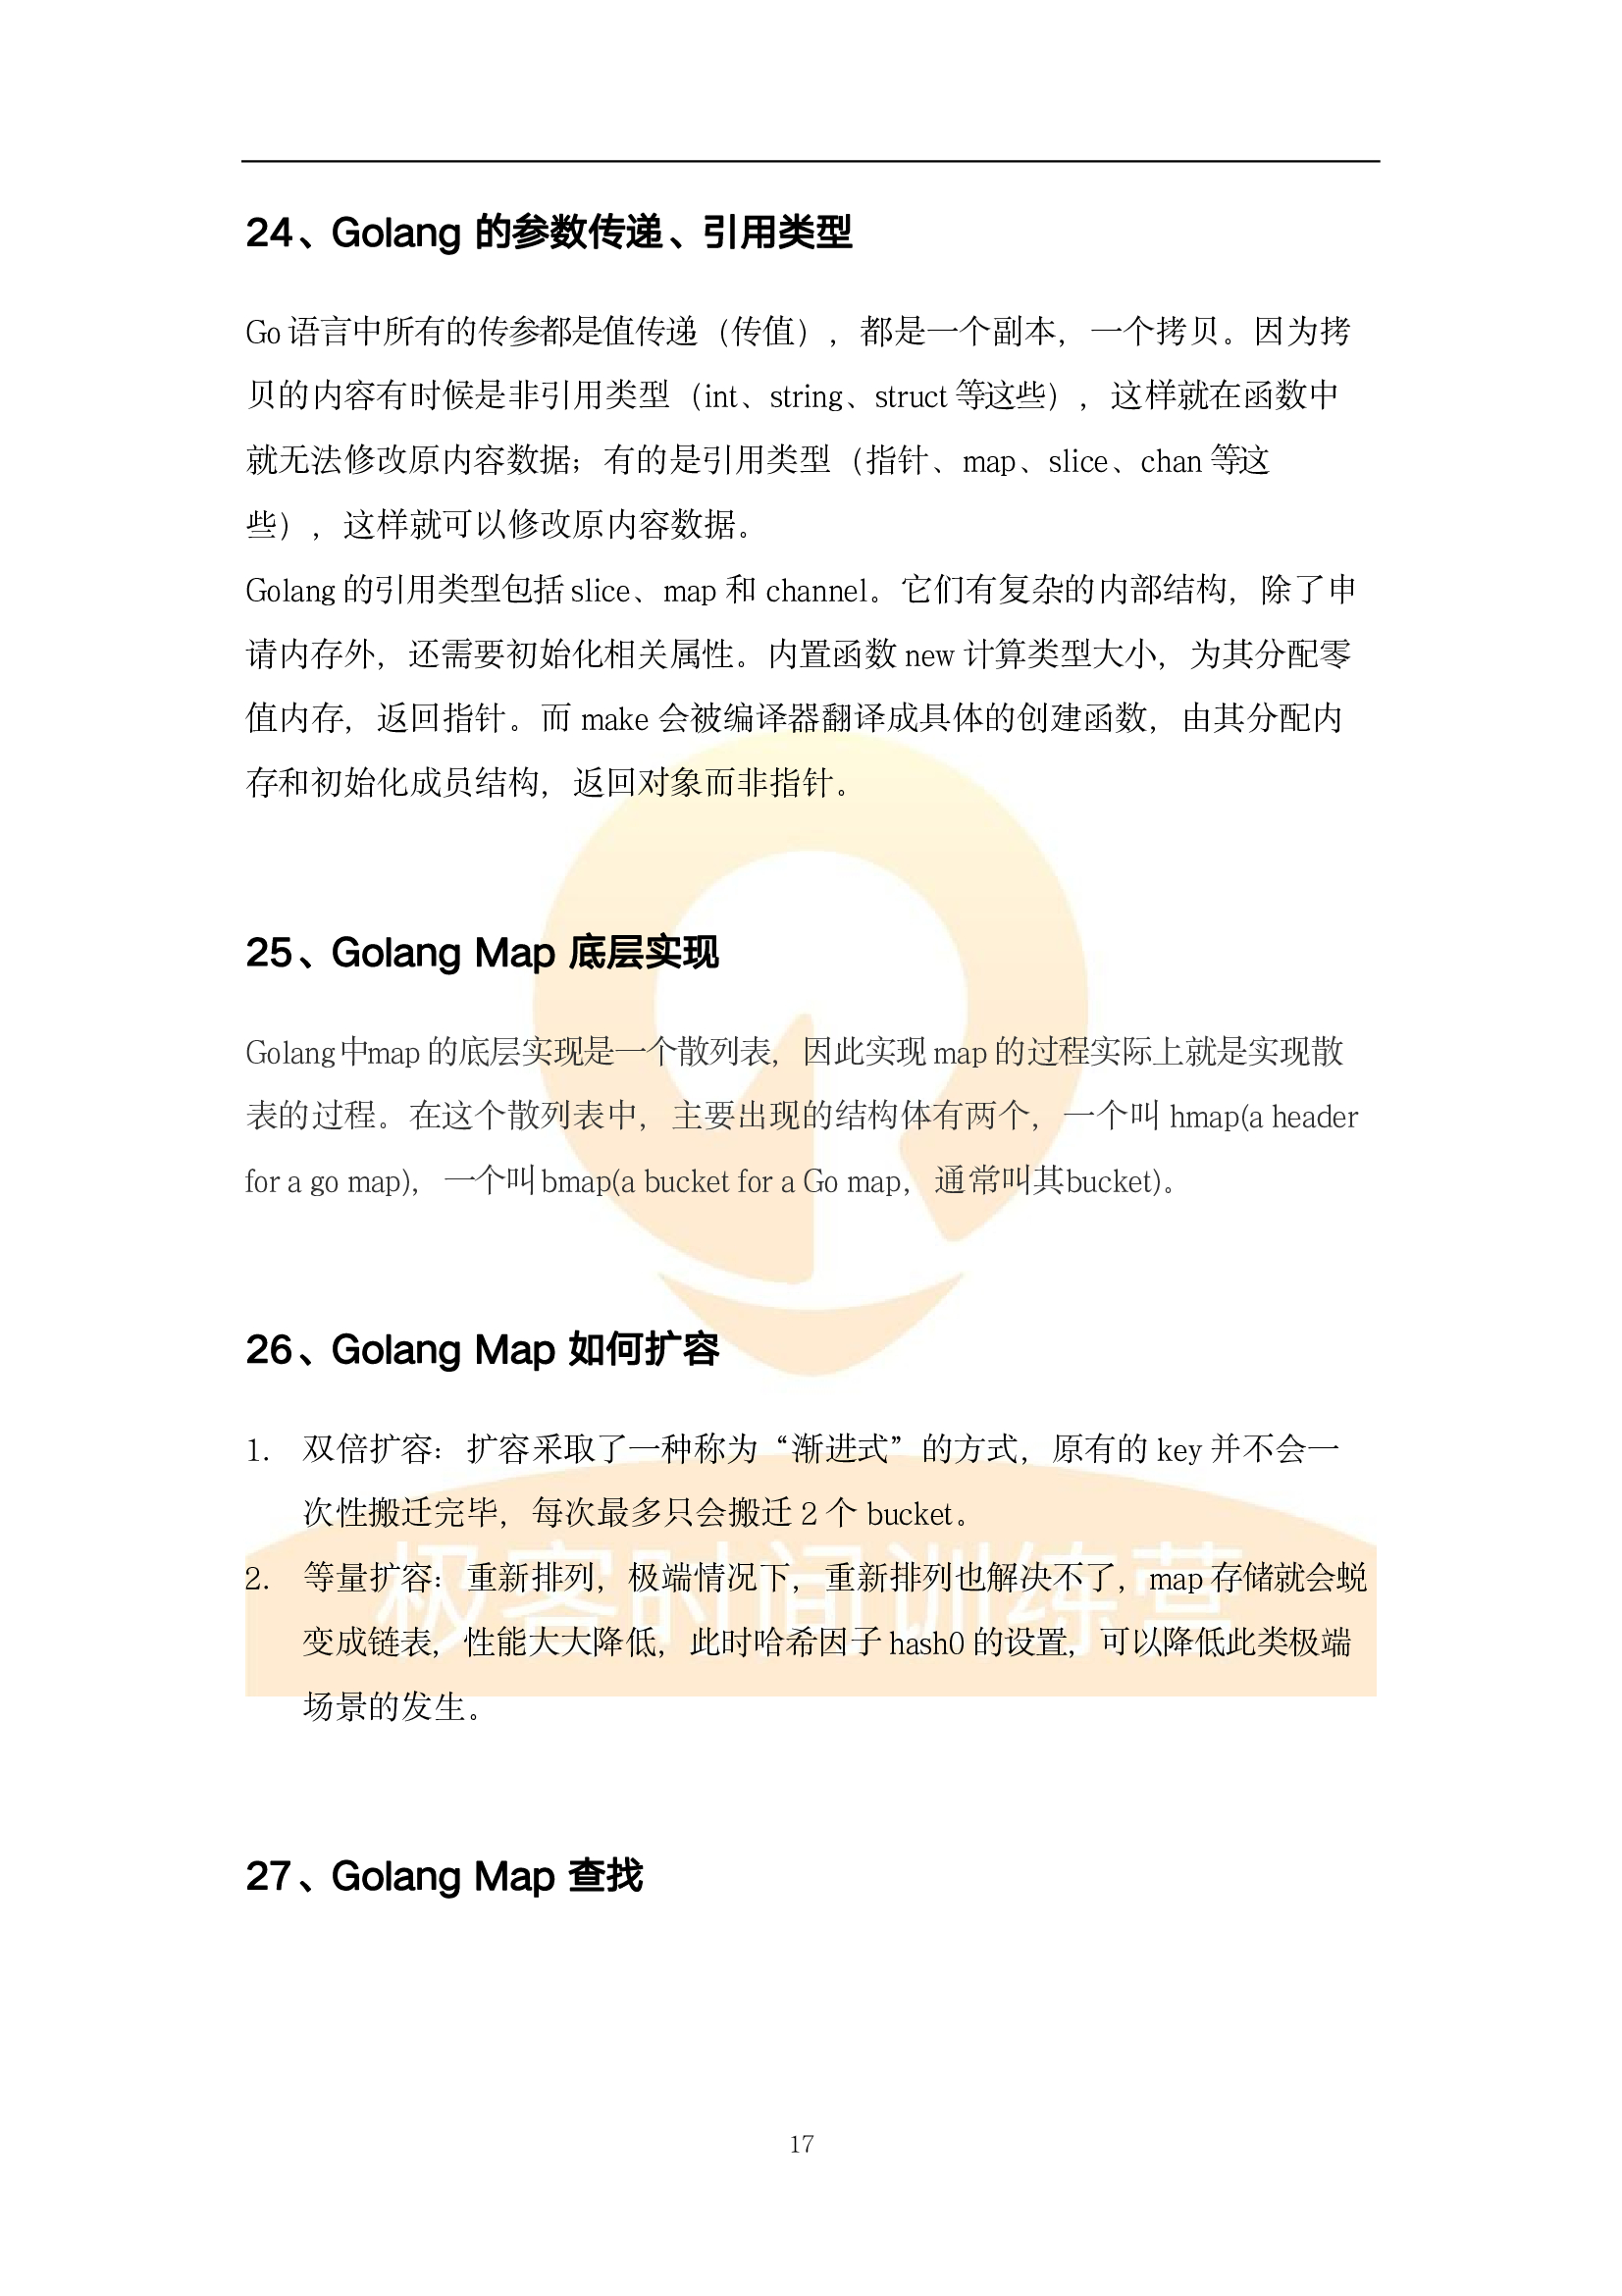 24、Golang 的参数传递、引用类型
Go 语言中所有的传参都是值传递（传值），都是一个副本，一个拷贝。因为拷
贝的内容有时候是非引用类型（int、string、struct 等这些），这样就在函数中
就无法修改原内容数据；有的是引用类型（指针、map、slice、chan 等这
些），这样就可以修改原内容数据。
Golang 的引用类型包括 slice、map 和 channel。它们有复杂的内部结构，除了申
请内存外，还需要初始化相关属性。内置函数 new 计算类型大小，为其分配零
值内存，返回指针。而 make 会被编译器翻译成具体的创建函数，由其分配内
存和初始化成员结构，返回对象而非指针。
25、Golang Map 底层实现
Golang 中map 的底层实现是一个散列表，因此实现 map 的过程实际上就是实现散
表的过程。在这个散列表中，主要出现的结构体有两个，一个叫 hmap(a header
for a go map)，一个叫 bmap(a bucket for a Go map，通常叫其bucket)。
26、Golang Map 如何扩容
1. 双倍扩容：扩容采取了一种称为“渐进式”的方式，原有的 key 并不会一
次性搬迁完毕，每次最多只会搬迁 2 个 bucket。
2. 等量扩容：重新排列，极端情况下，重新排列也解决不了，map 存储就会蜕
变成链表，性能大大降低，此时哈希因子 hash0 的设置，可以降低此类极端
场景的发生。
极客时间训练营
27、Golang Map 查找
17